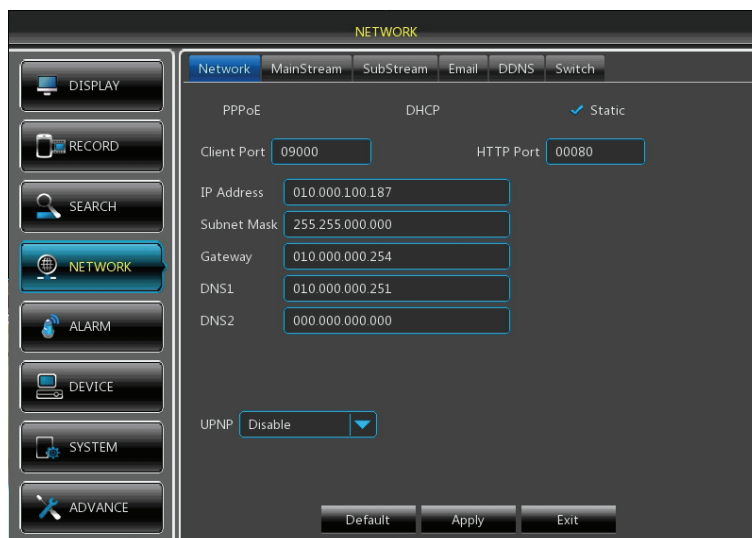 NETWORK
Network MainStream SubStream Email DDNS Switch
DISPLAY
PPPoE DHCP Static
RECORD
Client Port 09000 HTTP Port 00080
SEARCH
IP Address 010.000.100.187
Subnet Mask 255.255.000.000
NETWORK
Gateway 010.000.000.254
DNS1 010.000.000.251
ALARM
DNS2 000.000.000.000
DEVICE
UPNP Disable
SYSTEM
ADVANCE
Default Apply Exit